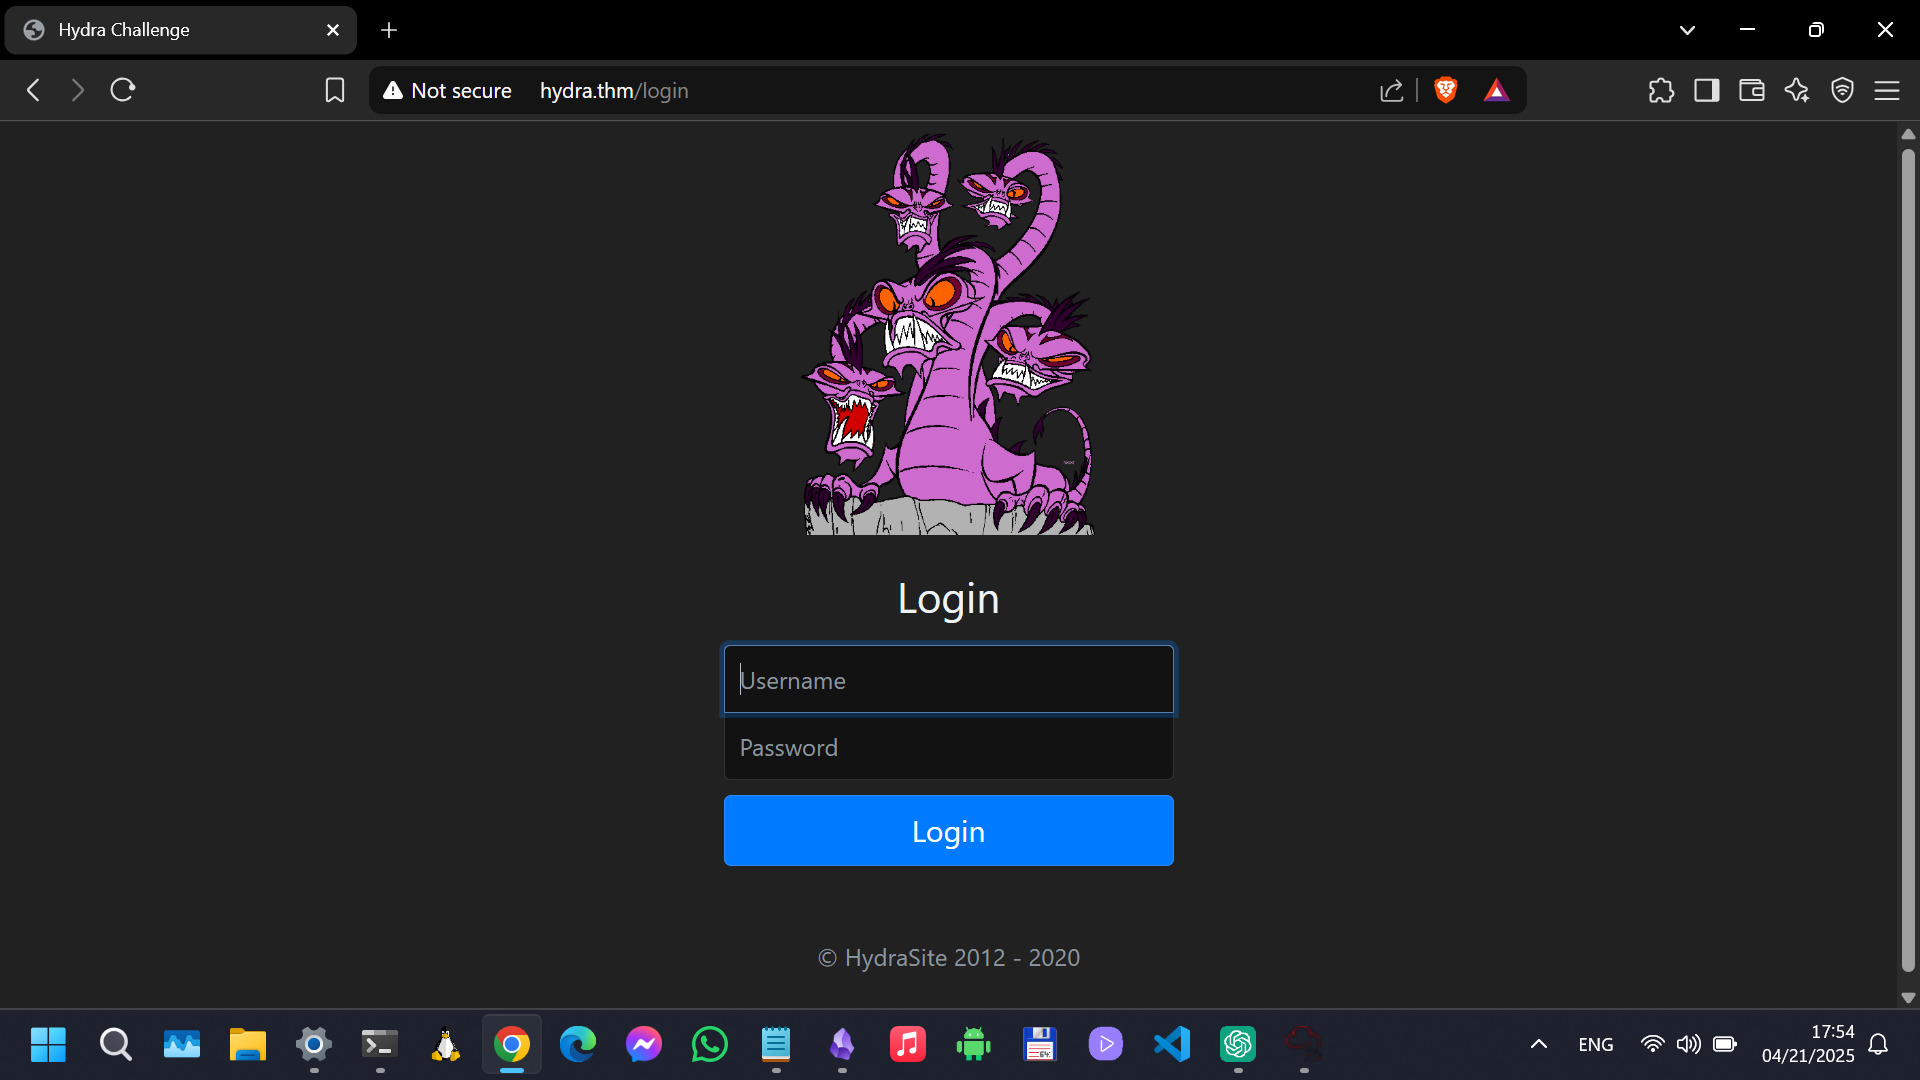 Hydra Challenge
Not secure hydra.thm/login
Login
Username
Password
Login
© HydraSite 2012 - 2020
64
ENG
17:54
04/21/2025